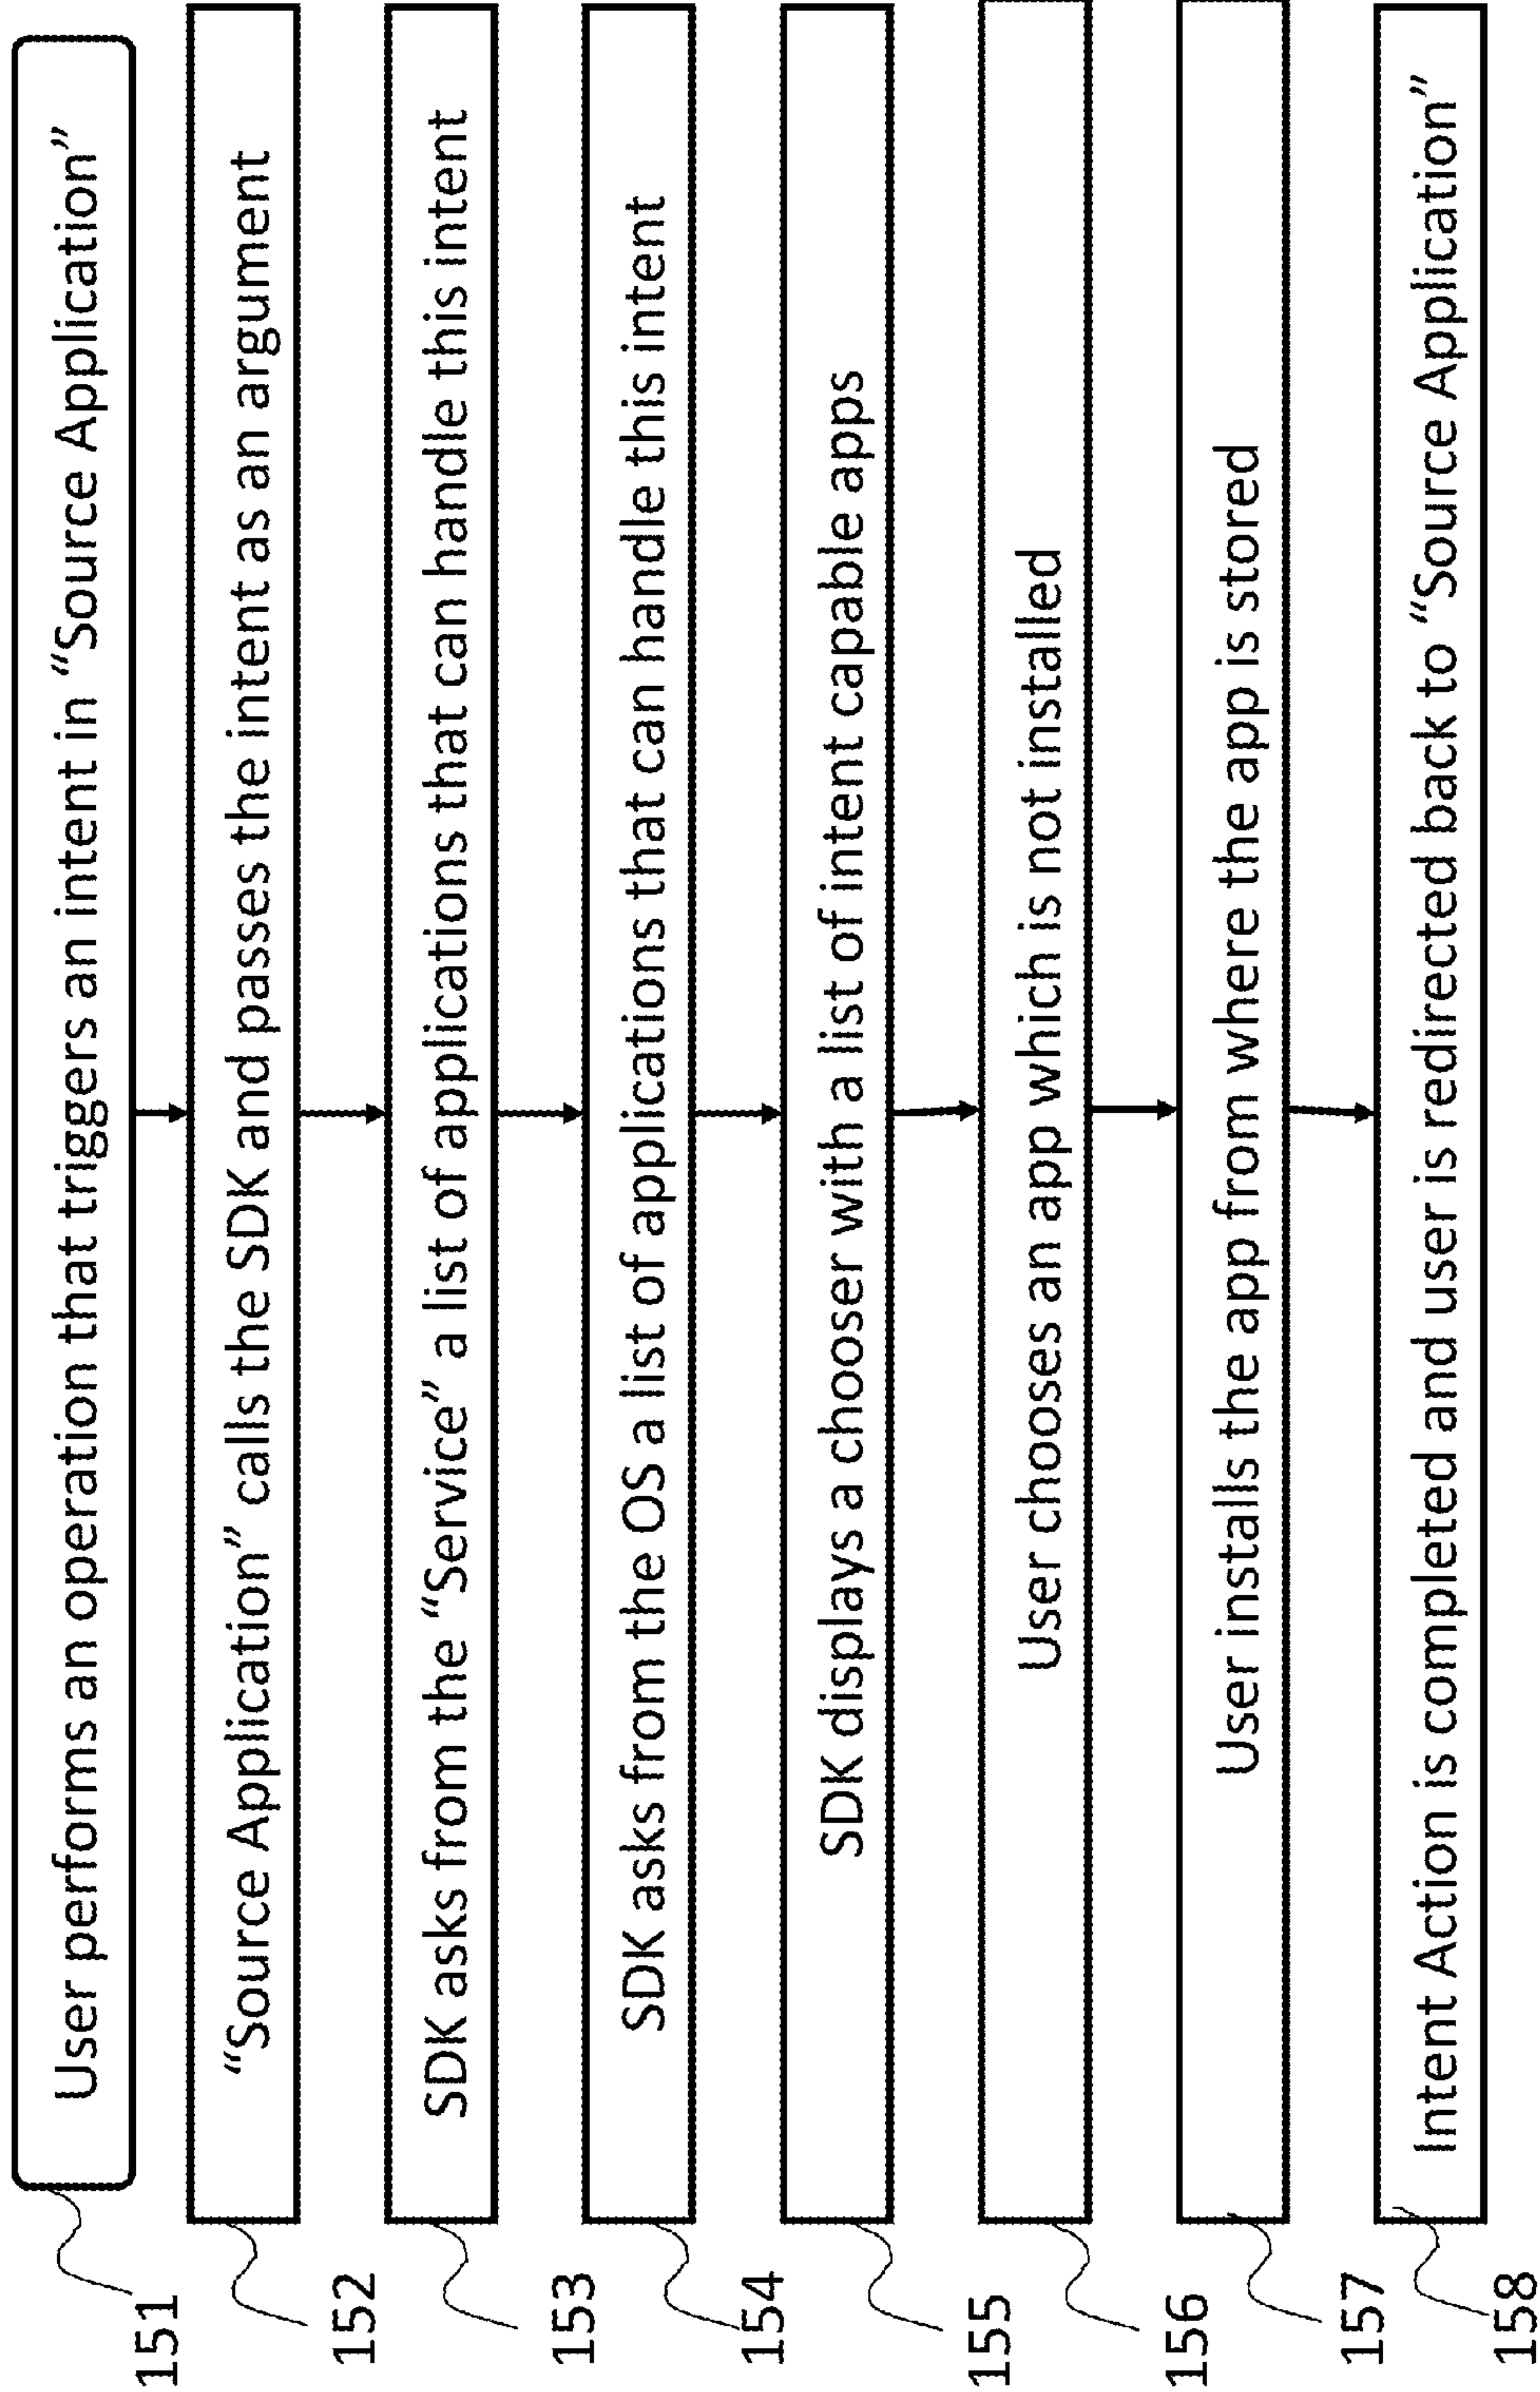 User performs an operation that triggers an intent in “Source Application”
151
“Source Application” calls the SDK and passes the intent as an argument
152
SDK asks from the “Service” a list of applications that can handle this intent
153
SDK asks from the OS a list of applications that can handle this intent
154
SDK displays a chooser with a list of intent capable apps
155
User chooses an app which is not installed
156
User installs the app from where the app is stored
157
Intent Action is completed and user is redirected back to “Source Application”
158